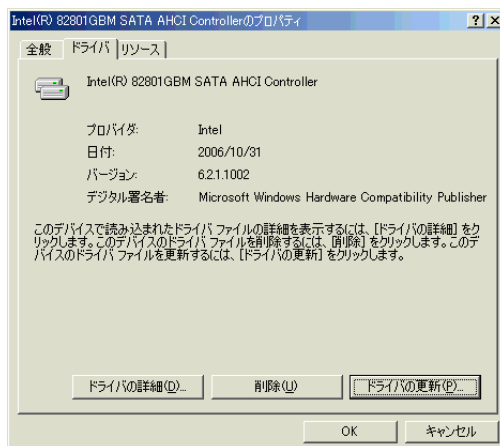 Intel(R) 82801GBM SATA AHCI Controllerのプロパティ
全般 ドライバ リソース
Intel(R) 82801GBM SATA AHCI Controller
プロバイダ: Intel
日付: 2006/10/31
バージョン: 6.2.1.1002
デジタル署名者: Microsoft Windows Hardware Compatibility Publisher
このデバイスで読み込まれたドライバ ファイルの詳細を表示するには、[ドライバの詳細] をク
リックします。このデバイスのドライバ ファイルを削除するには、[削除] をクリックします。このデ
バイスのドライバ ファイルを更新するには、[ドライバの更新] をクリックします。
ドライバの詳細(D)... 削除(U) ドライバの更新(P)...
OK キャンセル